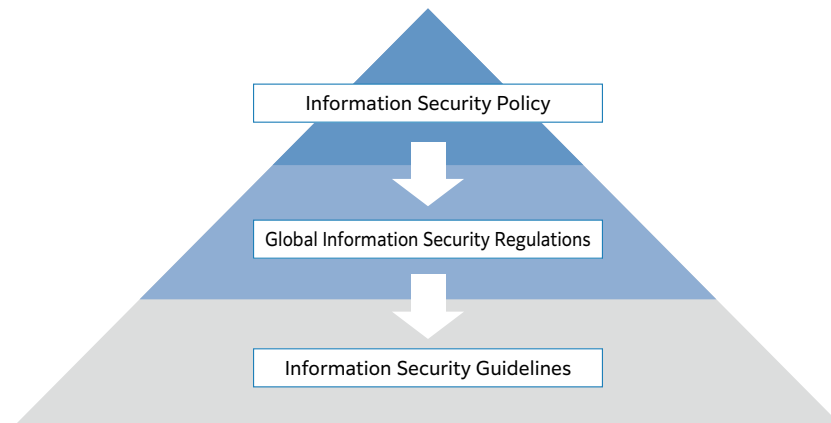 Information Security Policy
Global Information Security Regulations
Information Security Guidelines